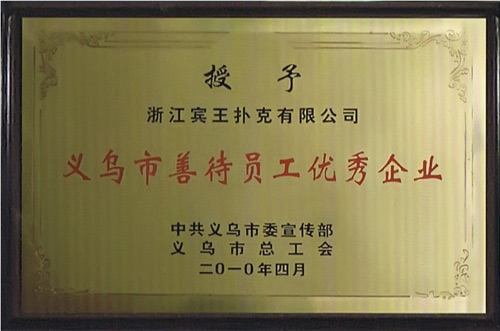 授予
浙江宾王扑克有限公司
义乌市善待员工优秀企业
中共义乌市委宣传部
义乌市总工会
二〇一〇年四月